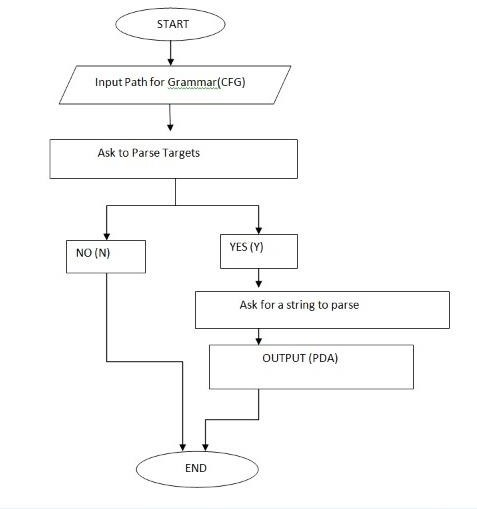 START
Input Path for Grammar(CFG)
Ask to Parse Targets
NO (N)
YES (Y)
Ask for a string to parse
OUTPUT (PDA)
END